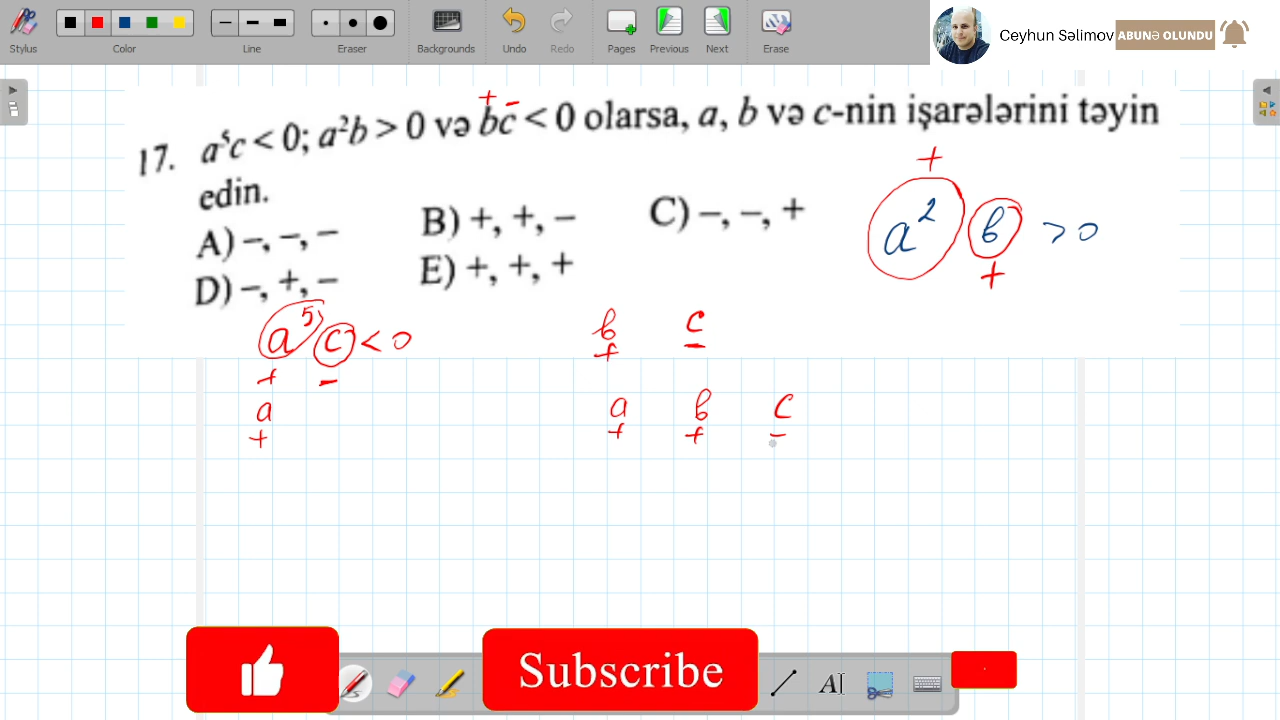 Stylus
Color
Line
Eraser
Backgrounds
Undo
Redo
Pages
Previous
Next
Erase
Ceyhun Səlimov
ABUNƏ OLUNDU
+ −
17. a⁵c < 0; a²b > 0 və bc < 0 olarsa, a, b və c-nin işarələrini təyin
edin.
A) −, −, − B) +, +, − C) −, −, +
D) −, +, − E) +, +, +
+
a² b > 0
+
a⁵ c < 0
+ −
a
+
b c
+ −
a b c
+ + −
Subscribe
A